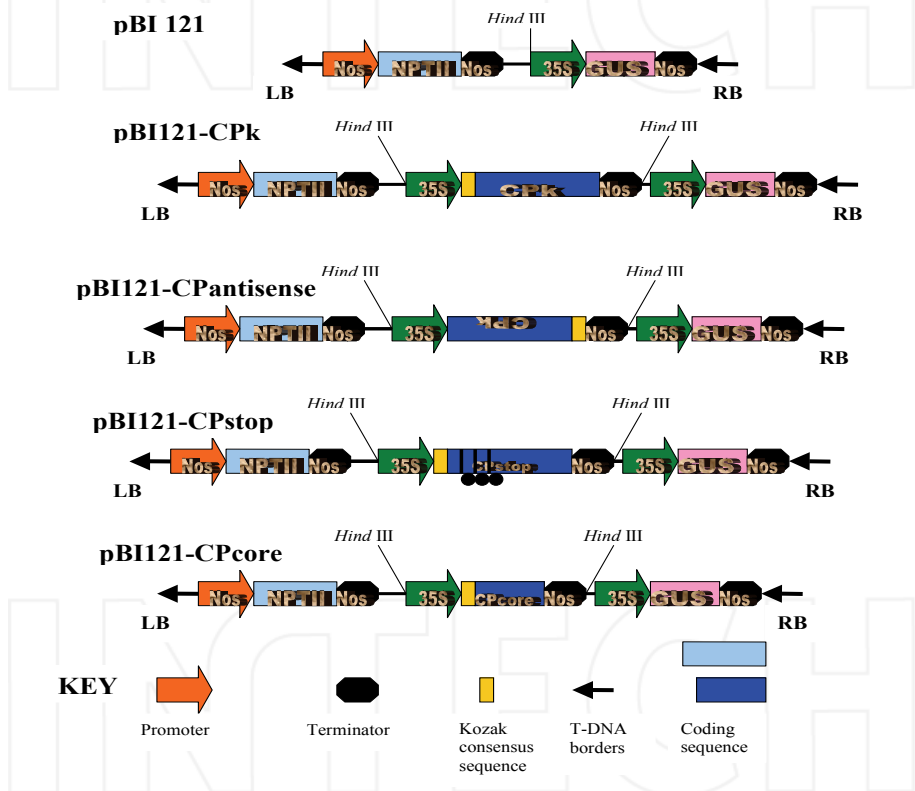 pBI 121
Hind III
Nos NPTII Nos 35S GUS Nos
LB RB
pBI121-CPk
Hind III Hind III
Nos NPTII Nos 35S CPk Nos 35S GUS Nos
LB RB
pBI121-CPantisense
Hind III Hind III
Nos NPTII Nos 35S CPk Nos 35S GUS Nos
LB RB
pBI121-CPstop
Hind III Hind III
Nos NPTII Nos 35S CPstop Nos 35S GUS Nos
LB RB
pBI121-CPcore
Hind III Hind III
Nos NPTII Nos 35S CPcore Nos 35S GUS Nos
LB RB
KEY
Promoter Terminator Kozak T-DNA Coding
consensus borders sequence
sequence